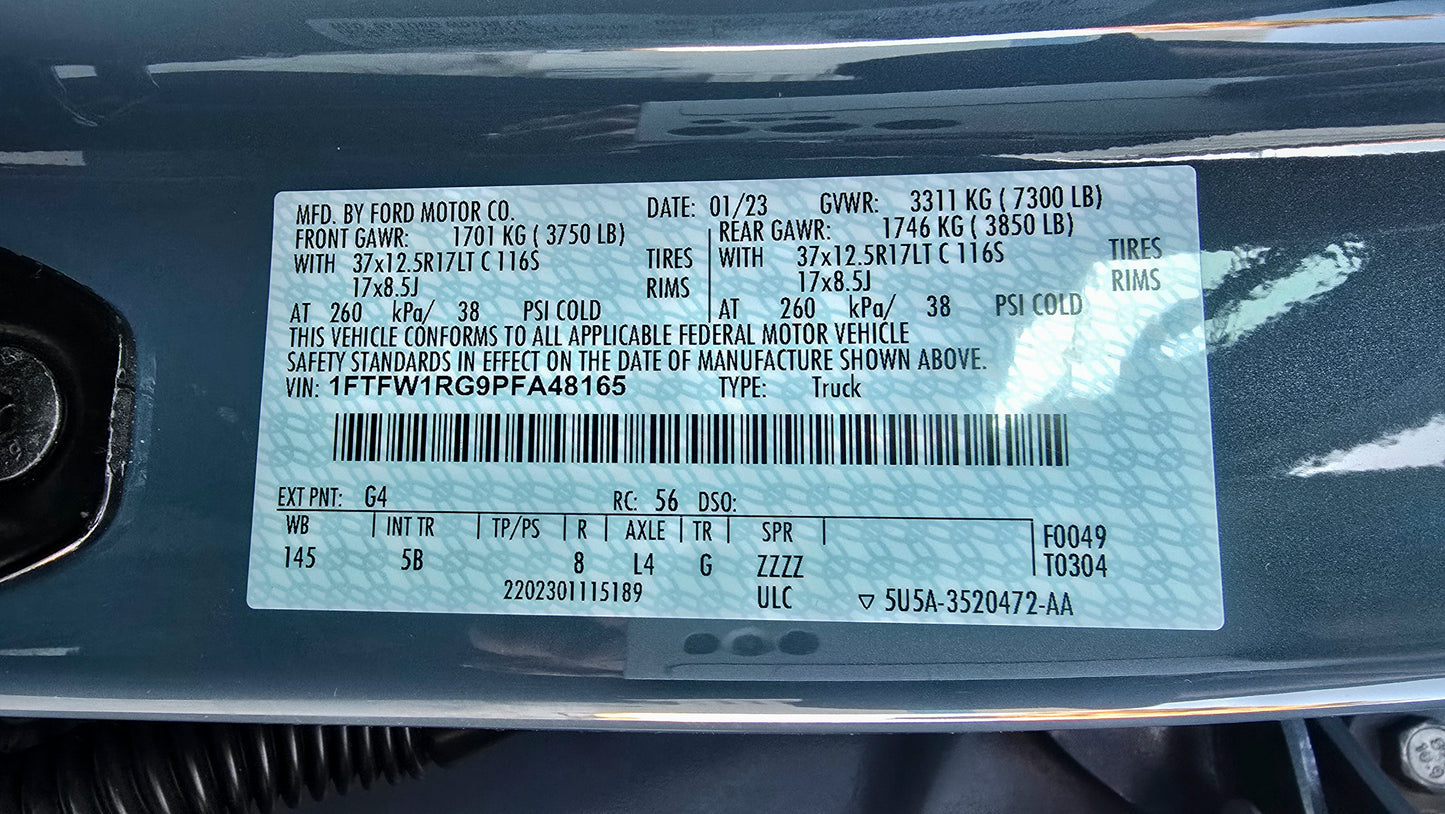 MFD. BY FORD MOTOR CO. DATE: 01/23 GVWR: 3311 KG ( 7300 LB)
FRONT GAWR: 1701 KG ( 3750 LB) REAR GAWR: 1746 KG ( 3850 LB)
WITH 37x12.5R17LT C 116S TIRES WITH 37x12.5R17LT C 116S TIRES
17x8.5J RIMS 17x8.5J RIMS
AT 260 kPa/ 38 PSI COLD AT 260 kPa/ 38 PSI COLD
THIS VEHICLE CONFORMS TO ALL APPLICABLE FEDERAL MOTOR VEHICLE
SAFETY STANDARDS IN EFFECT ON THE DATE OF MANUFACTURE SHOWN ABOVE.
VIN: 1FTFW1RG9PFA48165 TYPE: Truck
EXT PNT: G4 RC: 56 DSO:
WB INT TR TP/PS R AXLE TR SPR F0049
145 5B 8 L4 G ZZZZ T0304
2202301115189 ULC ▽ 5U5A-3520472-AA